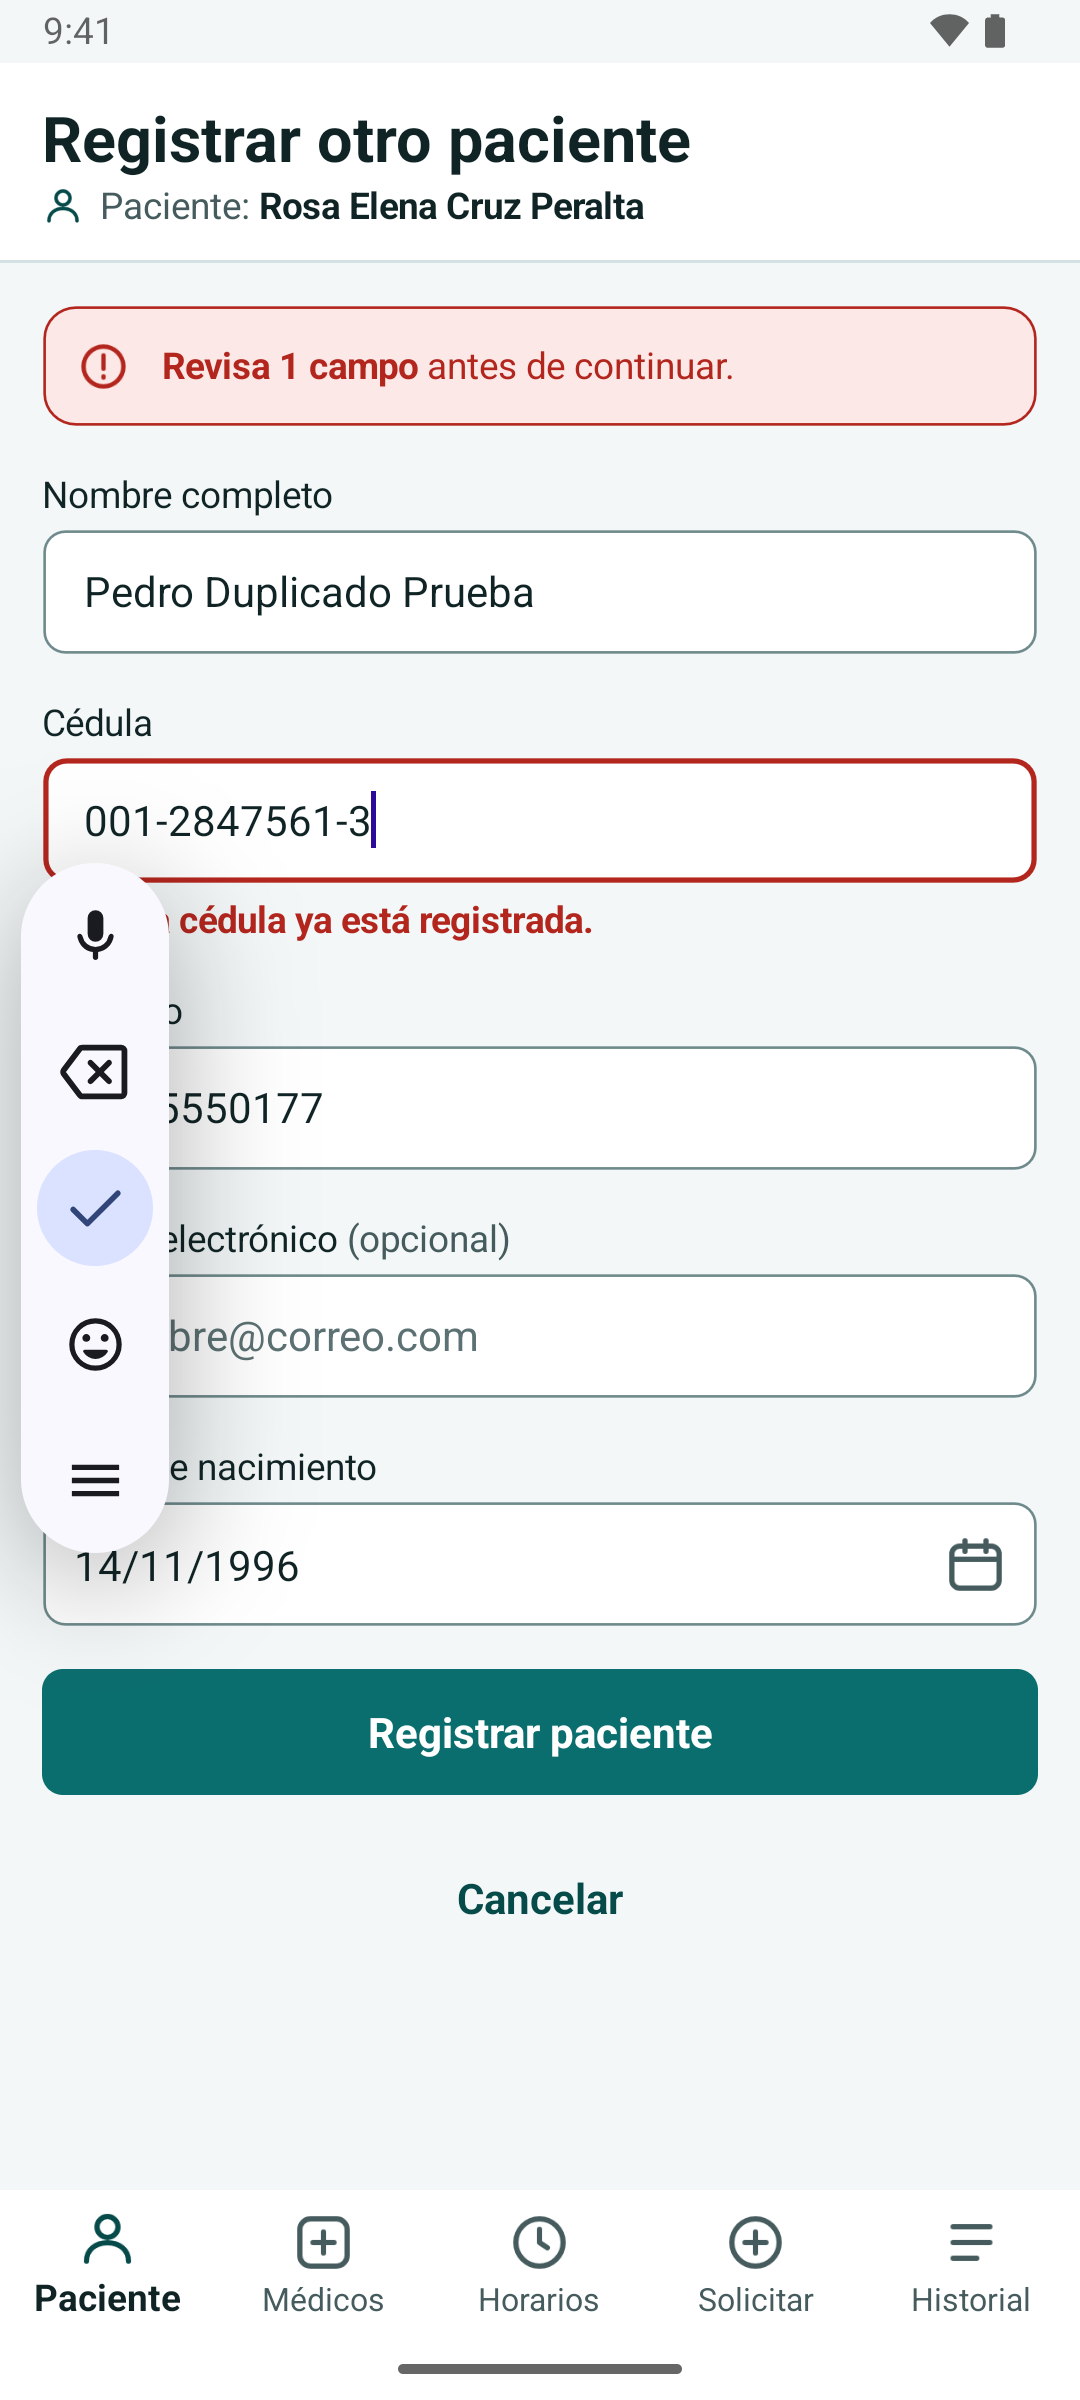 9:41
Registrar otro paciente
Paciente: Rosa Elena Cruz Peralta
Revisa 1 campo antes de continuar.
Nombre completo
Pedro Duplicado Prueba
Cédula
001-2847561-3
cédula ya está registrada.
5550177
electrónico (opcional)
bre@correo.com
e nacimiento
14/11/1996
Registrar paciente
Cancelar
Paciente
Médicos
Horarios
Solicitar
Historial